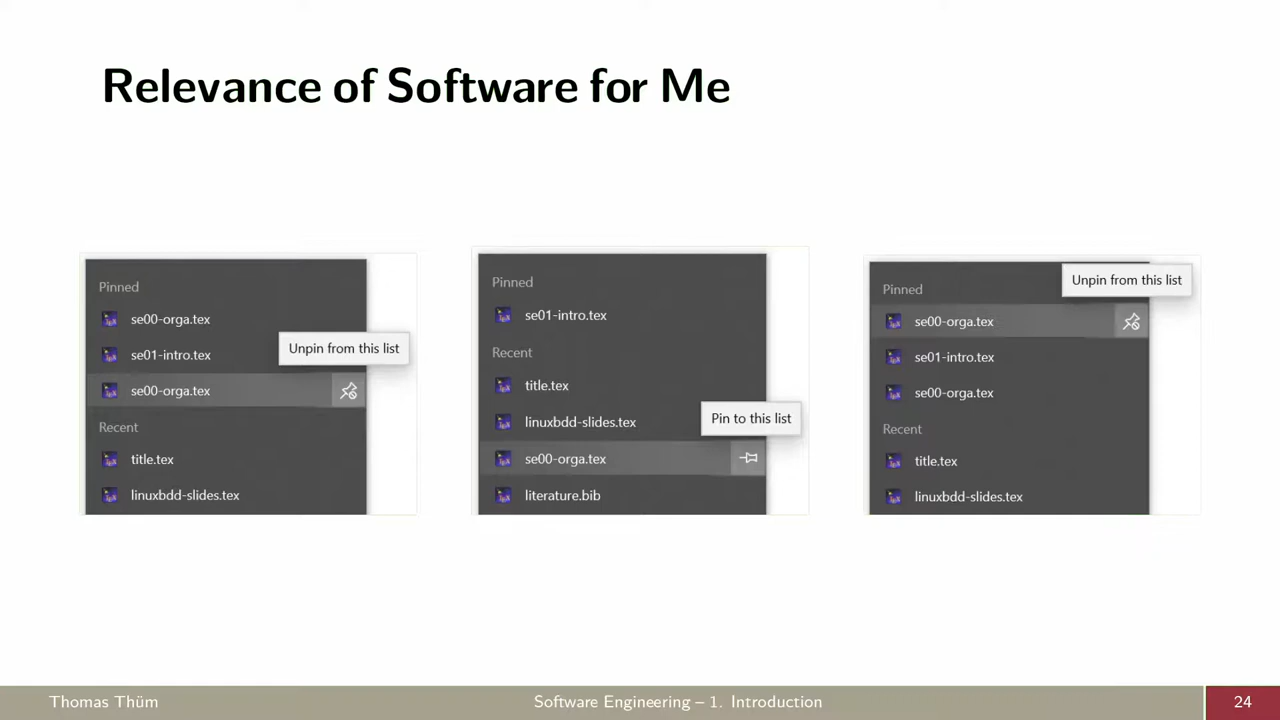 Relevance of Software for Me
Pinned
se00-orga.tex
se01-intro.tex
Unpin from this list
se00-orga.tex
Recent
title.tex
linuxbdd-slides.tex
Pinned
se01-intro.tex
Recent
title.tex
linuxbdd-slides.tex
Pin to this list
se00-orga.tex
literature.bib
Unpin from this list
Pinned
se00-orga.tex
se01-intro.tex
se00-orga.tex
Recent
title.tex
linuxbdd-slides.tex
Thomas Thüm
Software Engineering – 1. Introduction
24